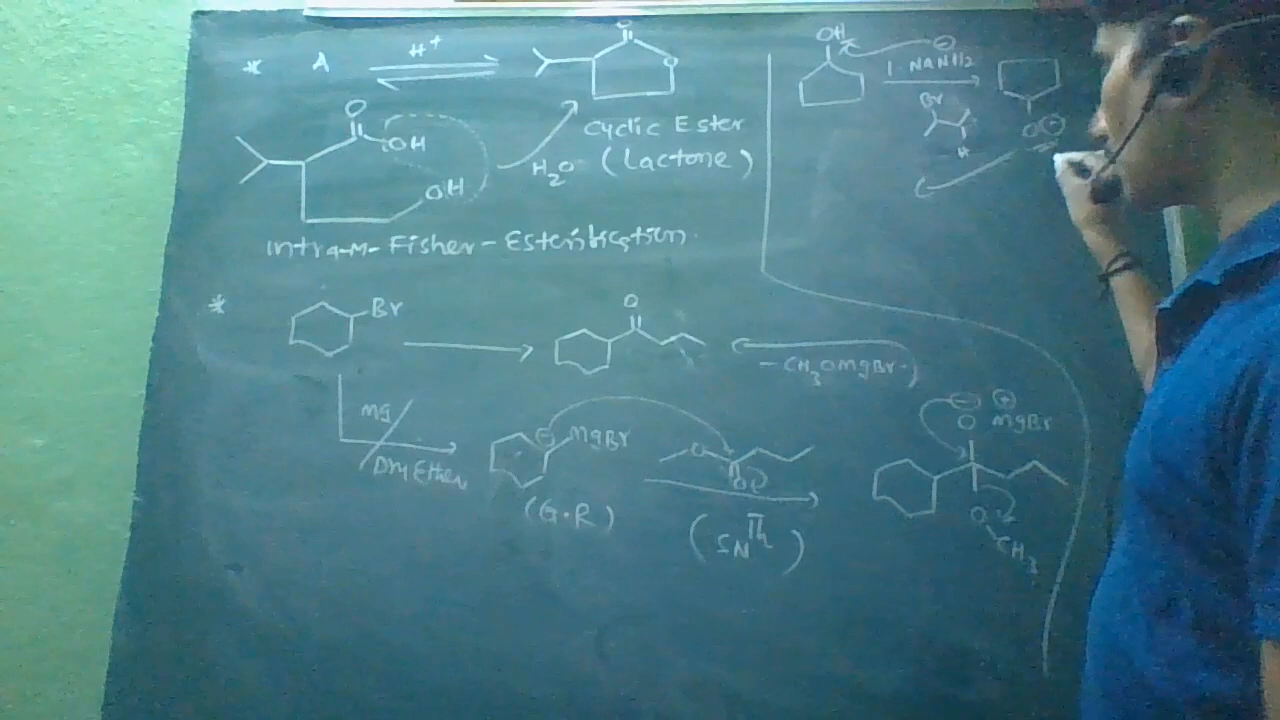 * A H+
O
O
O
OH
OH
H2O
Cyclic Ester
(Lactone)
Intra-M- Fisher-Esterification.
OH
⊖
1. NaNH2
Br
O⊖
* Br
O
-CH3OMgBr
Mg/
Dry Ether
⊖ MgBr
(G.R)
O
O
(SNTh)
⊖ ⊕
O MgBr
O
CH3